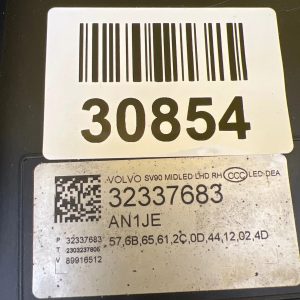 30854
VOLVO SV90 MIDLED LHD RH CCC LED DEA
32337683
AN1JE
P 32337683 57,6B,65,61,2C,0D,44,12,02,4D
T 2303237805
V 89916512